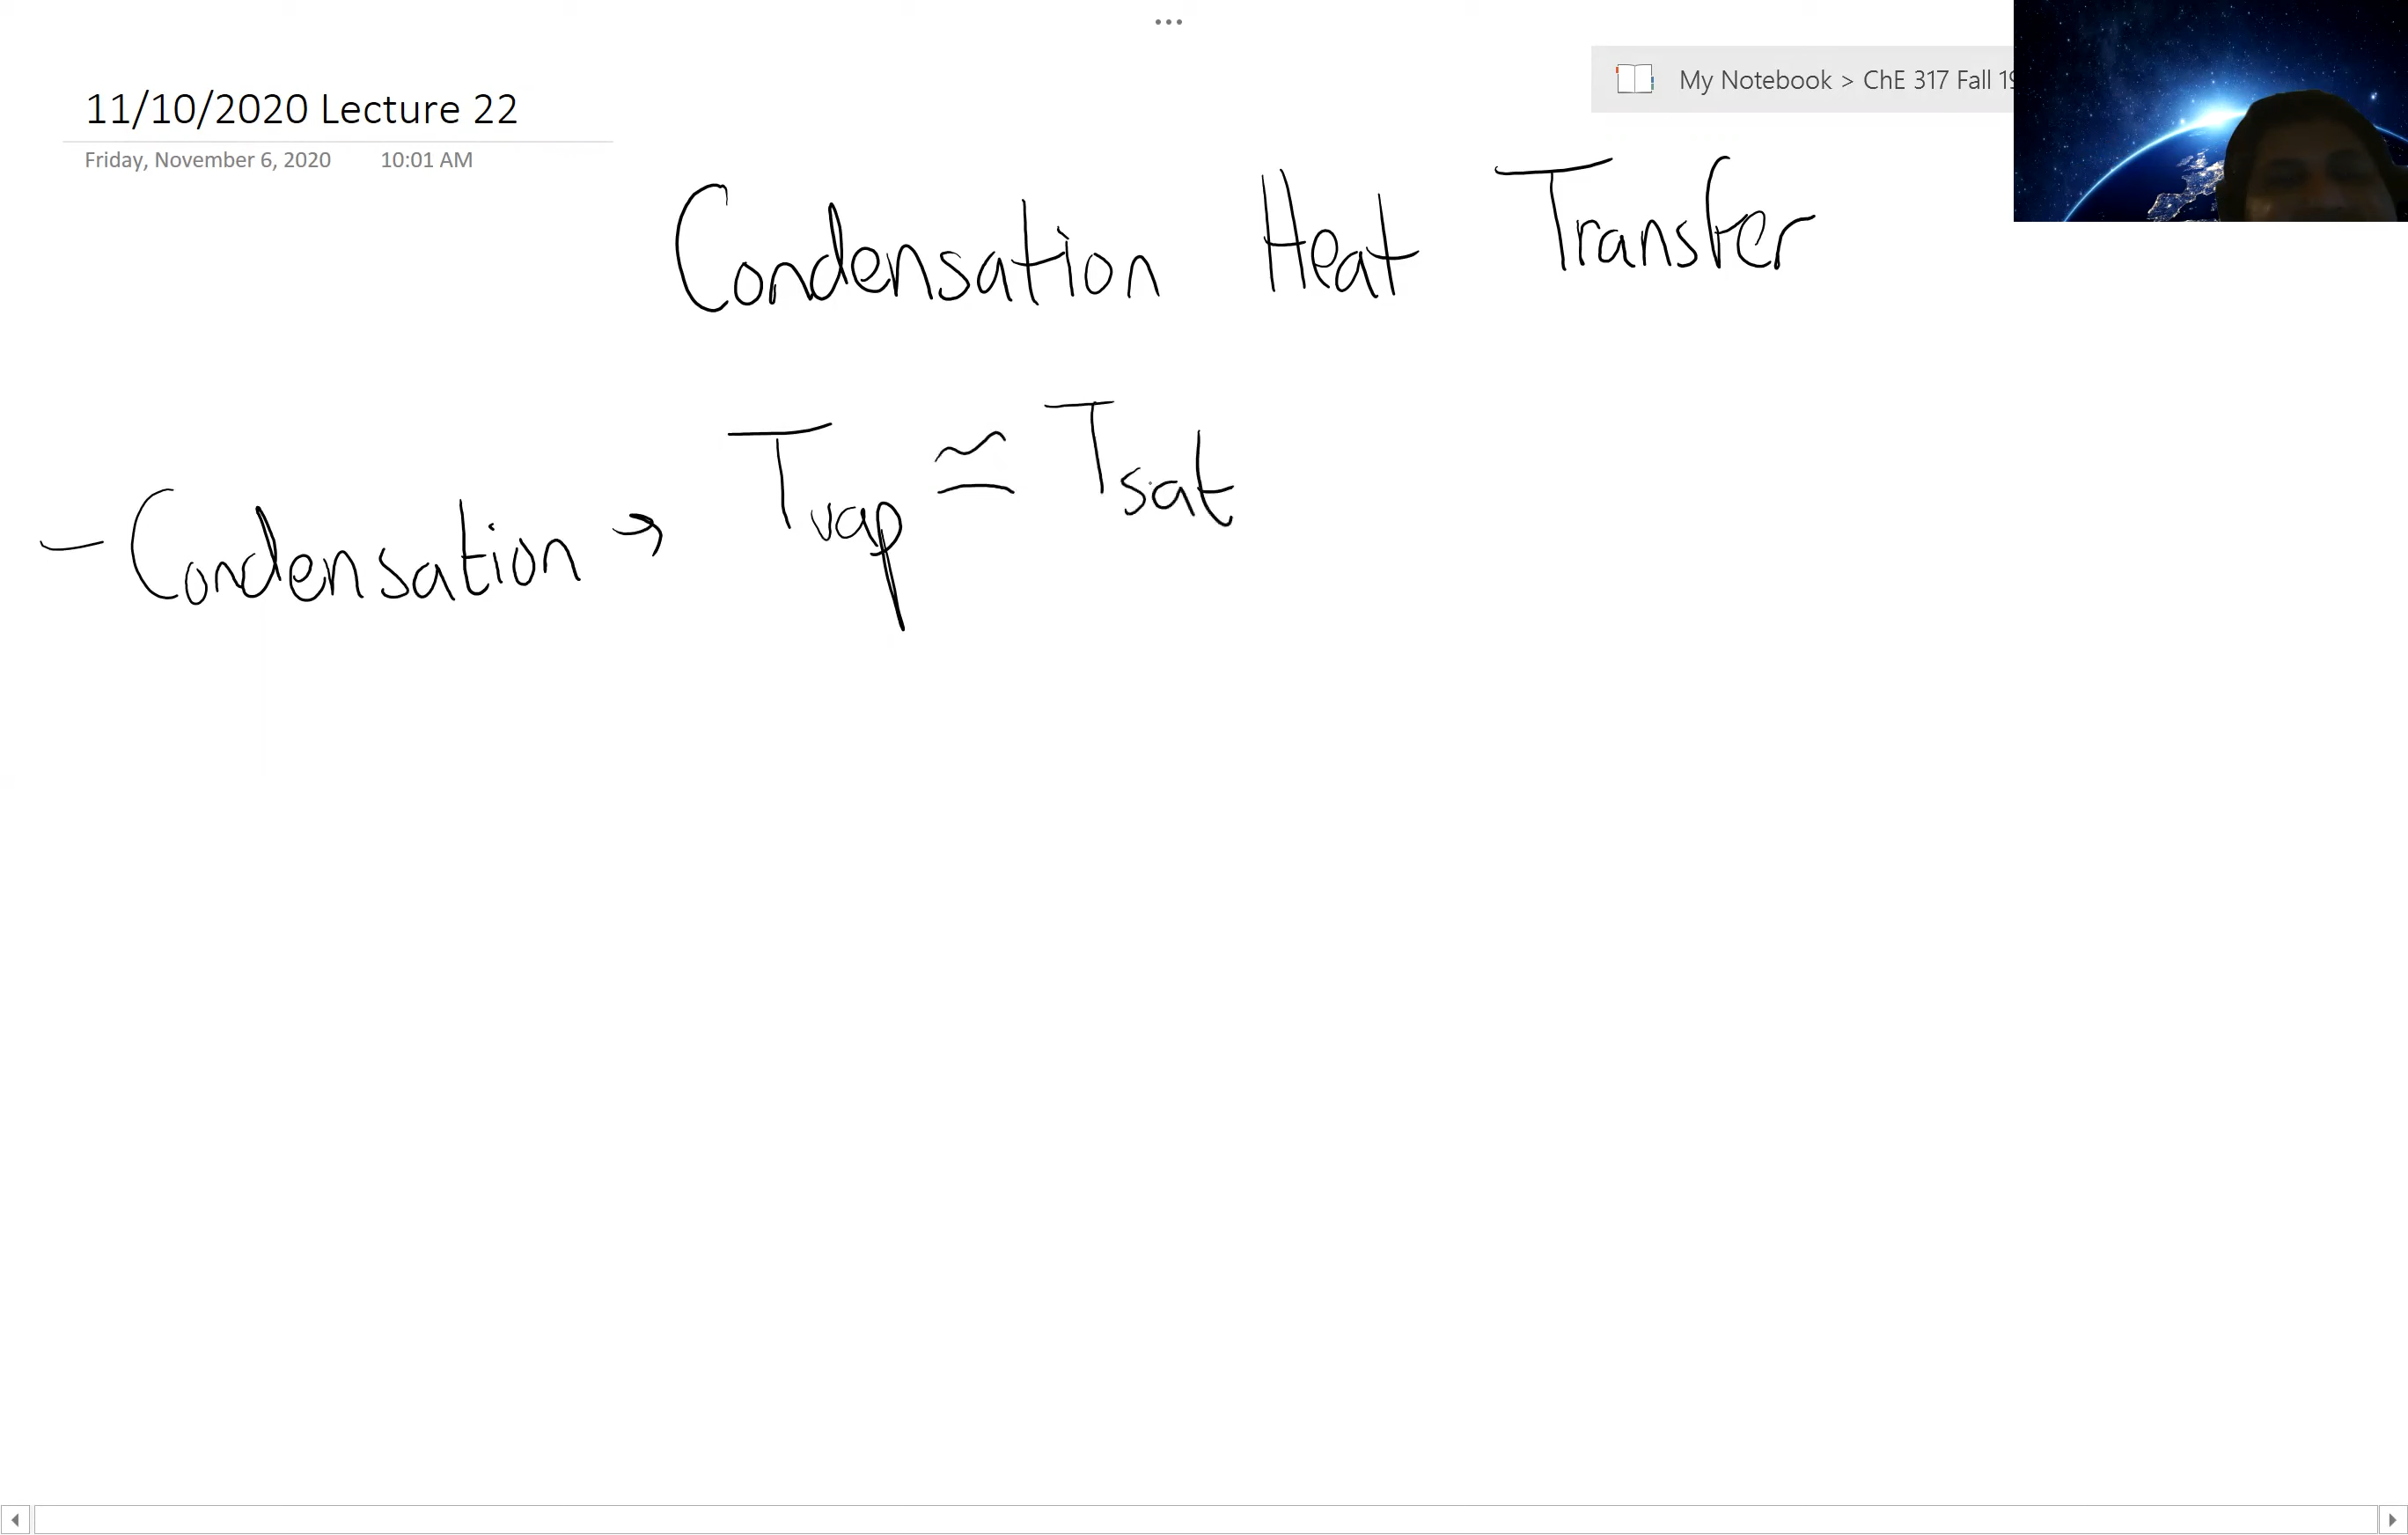 My Notebook > ChE 317 Fall 19
11/10/2020 Lecture 22
Friday, November 6, 2020 10:01 AM
Condensation Heat Transfer
- Condensation → Tvap ≅ Tsat